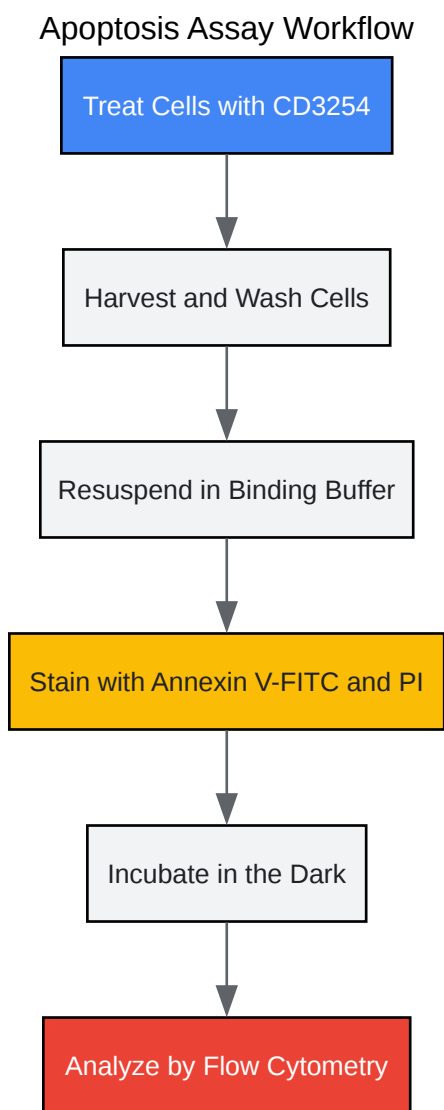 Apoptosis Assay Workflow
Treat Cells with CD3254
Harvest and Wash Cells
Resuspend in Binding Buffer
Stain with Annexin V-FITC and PI
Incubate in the Dark
Analyze by Flow Cytometry